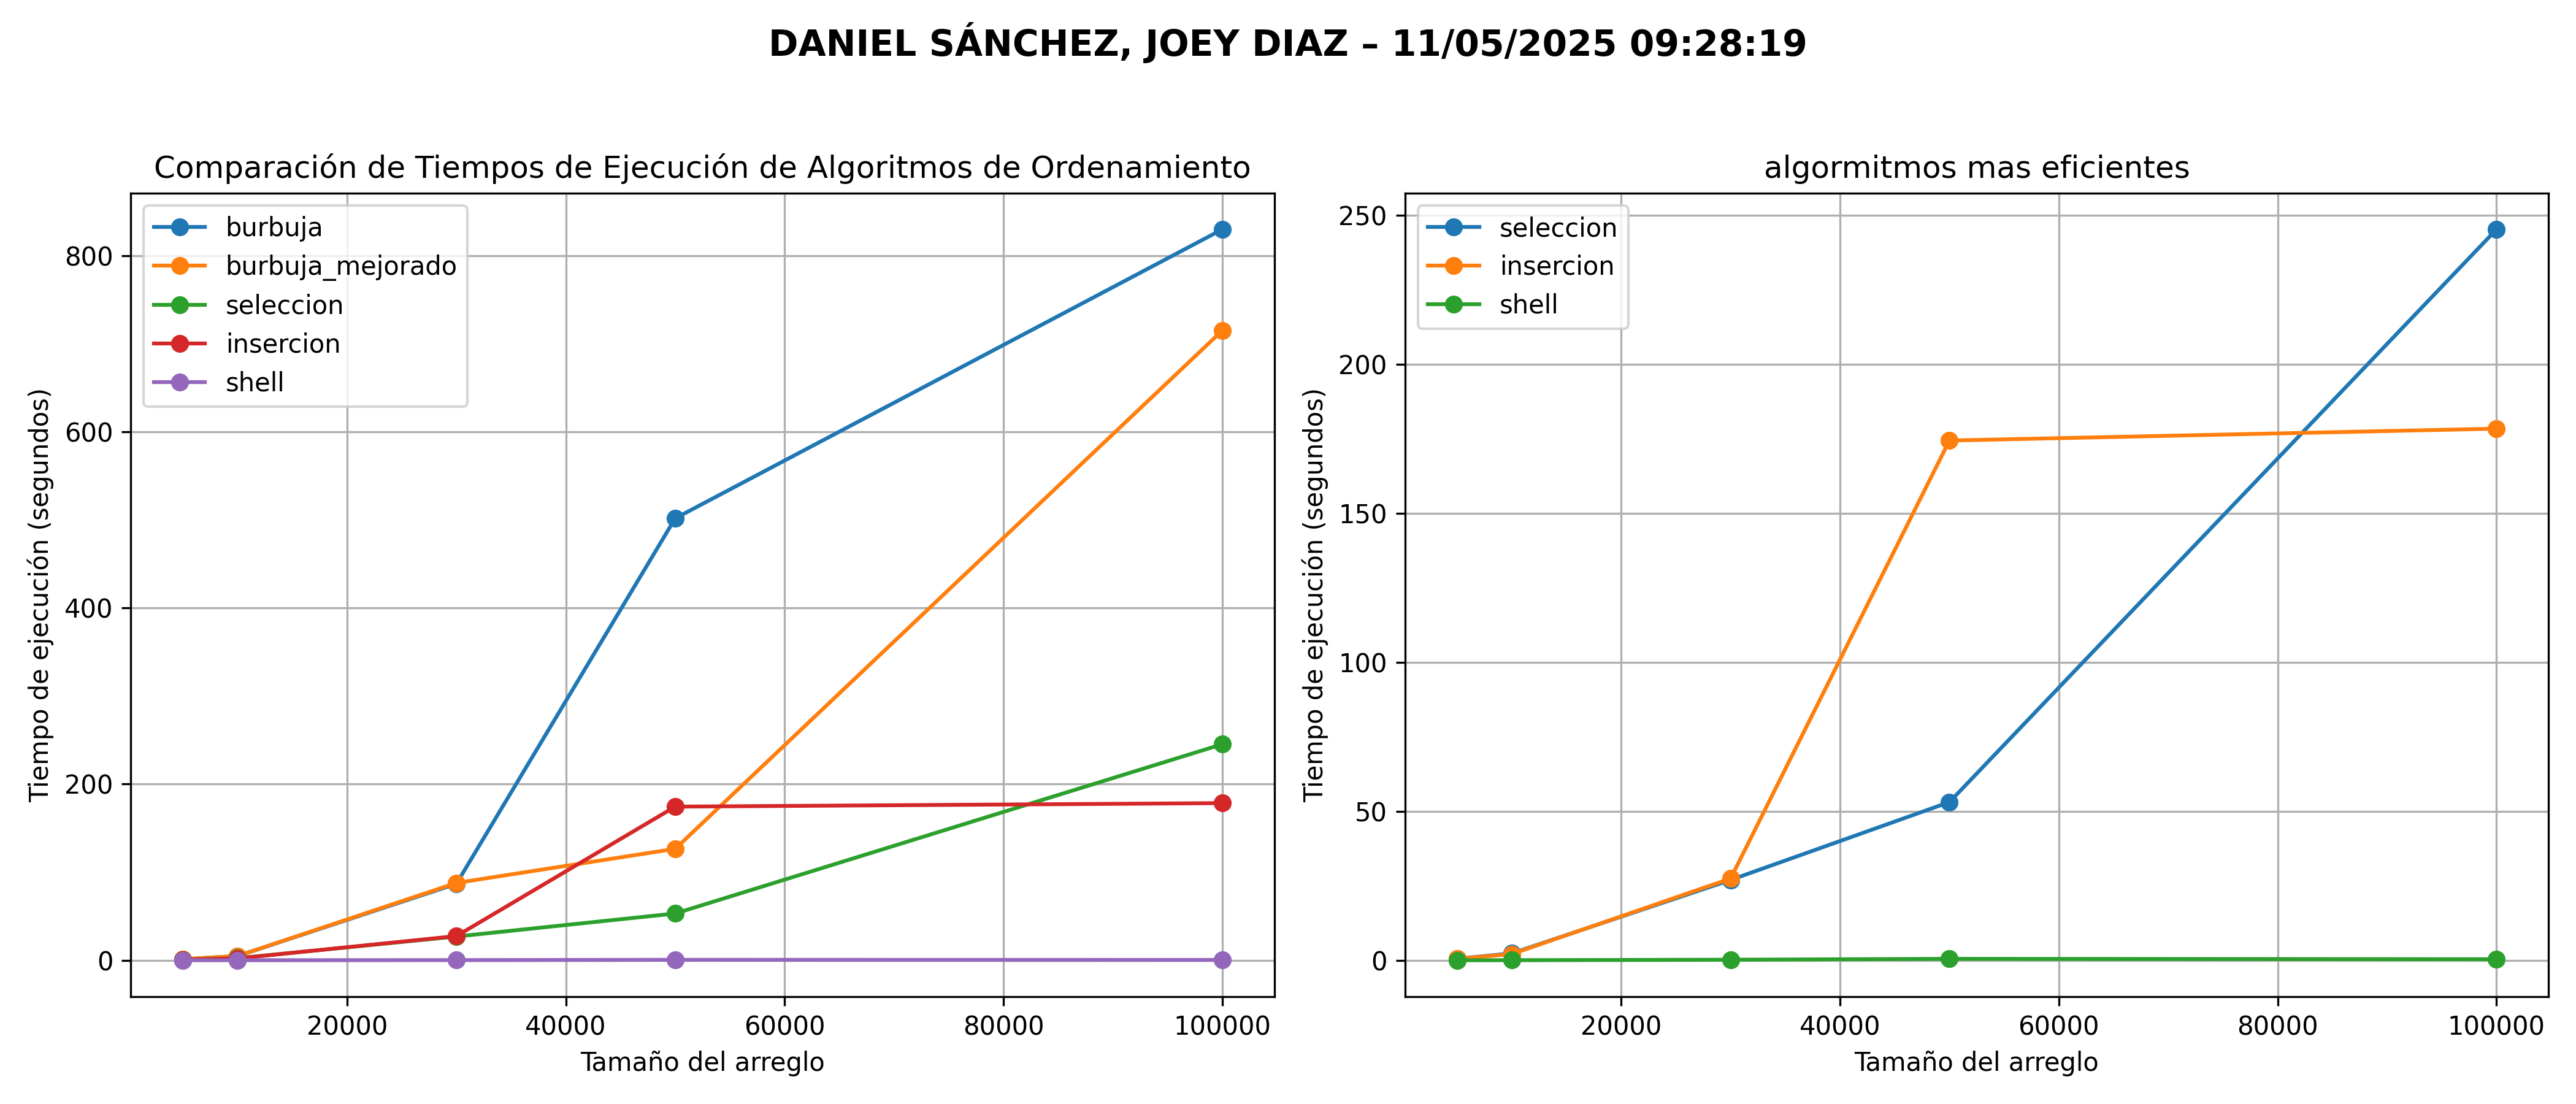 DANIEL SÁNCHEZ, JOEY DIAZ – 11/05/2025 09:28:19
Comparación de Tiempos de Ejecución de Algoritmos de Ordenamiento
burbuja
burbuja_mejorado
seleccion
insercion
shell
Tiempo de ejecución (segundos)
800
600
400
200
0
20000 40000 60000 80000 100000
Tamaño del arreglo
algormitmos mas eficientes
seleccion
insercion
shell
Tiempo de ejecución (segundos)
250
200
150
100
50
0
20000 40000 60000 80000 100000
Tamaño del arreglo